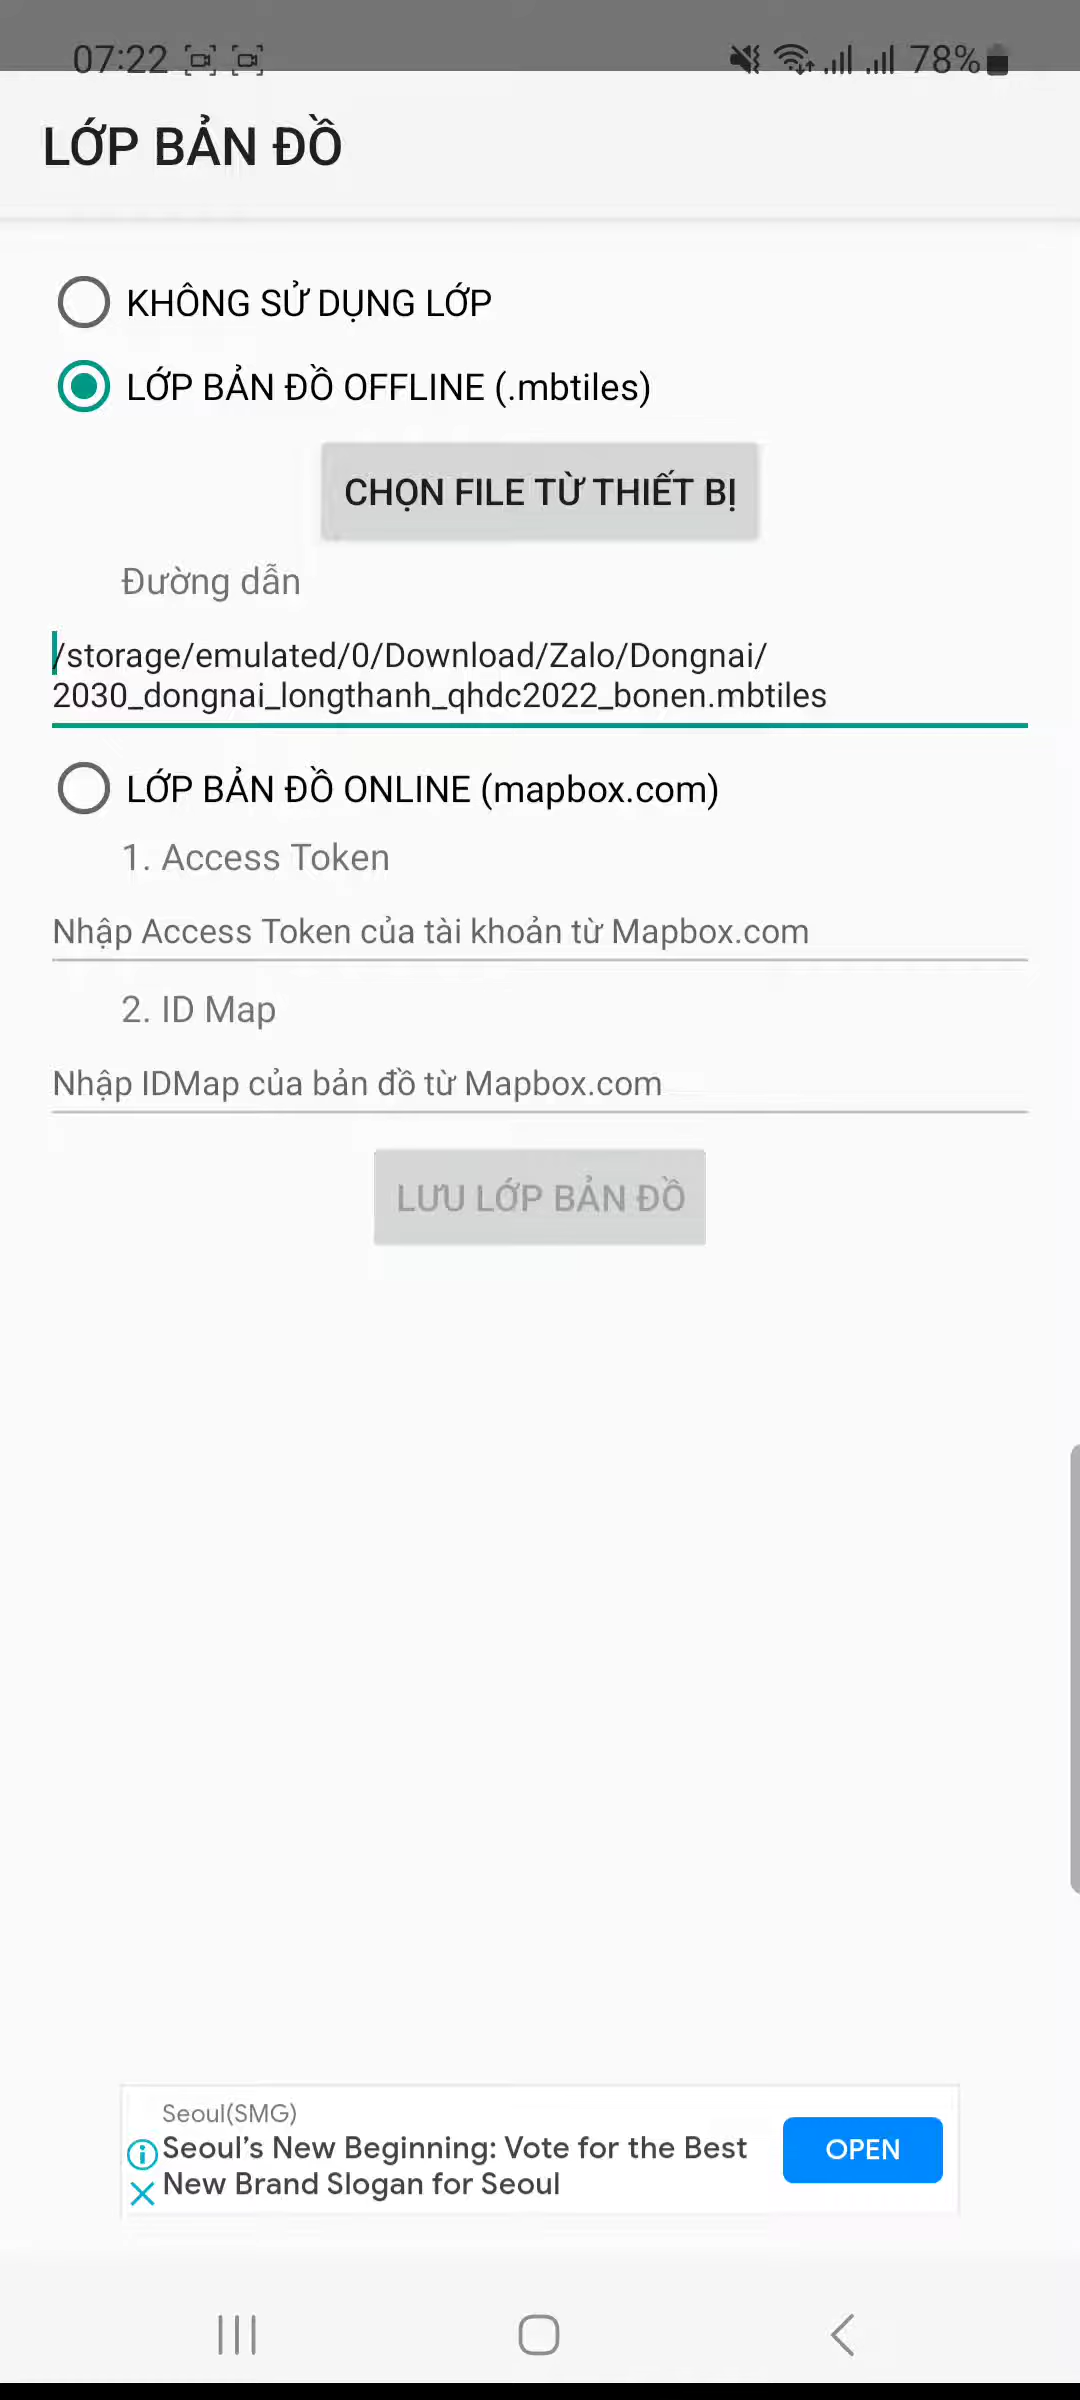 07:22
78%
LỚP BẢN ĐỒ
KHÔNG SỬ DỤNG LỚP
LỚP BẢN ĐỒ OFFLINE (.mbtiles)
CHỌN FILE TỪ THIẾT BỊ
Đường dẫn
/storage/emulated/0/Download/Zalo/Dongnai/
2030_dongnai_longthanh_qhdc2022_bonen.mbtiles
LỚP BẢN ĐỒ ONLINE (mapbox.com)
1. Access Token
Nhập Access Token của tài khoản từ Mapbox.com
2. ID Map
Nhập IDMap của bản đồ từ Mapbox.com
LƯU LỚP BẢN ĐỒ
Seoul(SMG)
Seoul’s New Beginning: Vote for the Best
New Brand Slogan for Seoul
OPEN